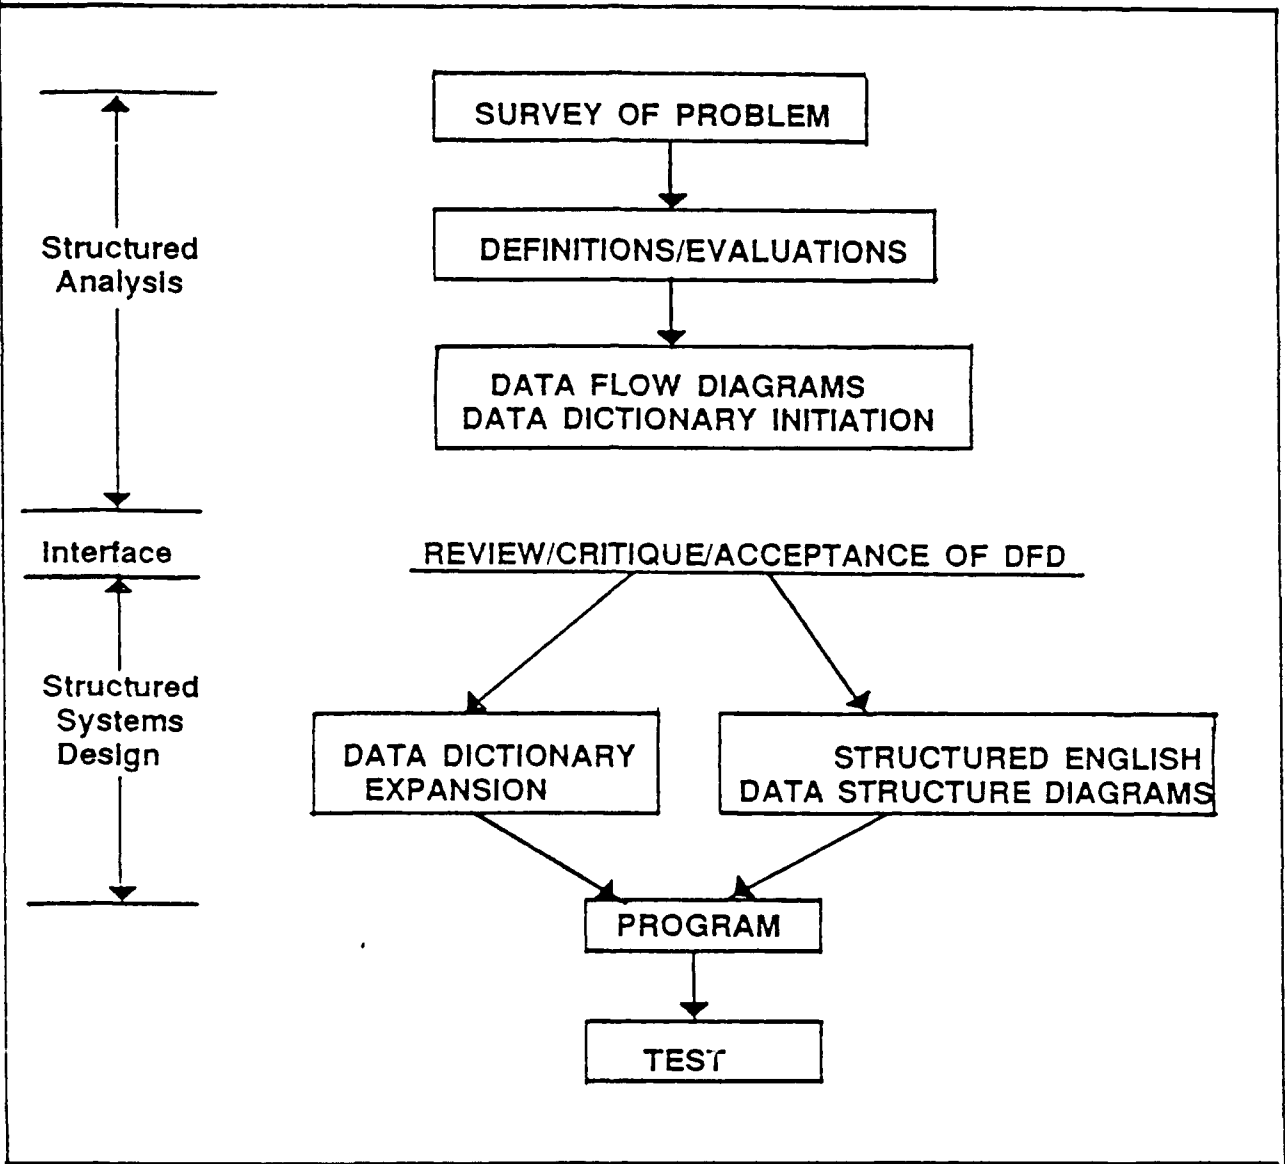 SURVEY OF PROBLEM
DEFINITIONS/EVALUATIONS
Structured
Analysis
DATA FLOW DIAGRAMS
DATA DICTIONARY INITIATION
Interface
REVIEW/CRITIQUE/ACCEPTANCE OF DFD
Structured
Systems
Design
DATA DICTIONARY
EXPANSION
STRUCTURED ENGLISH
DATA STRUCTURE DIAGRAMS
PROGRAM
TEST